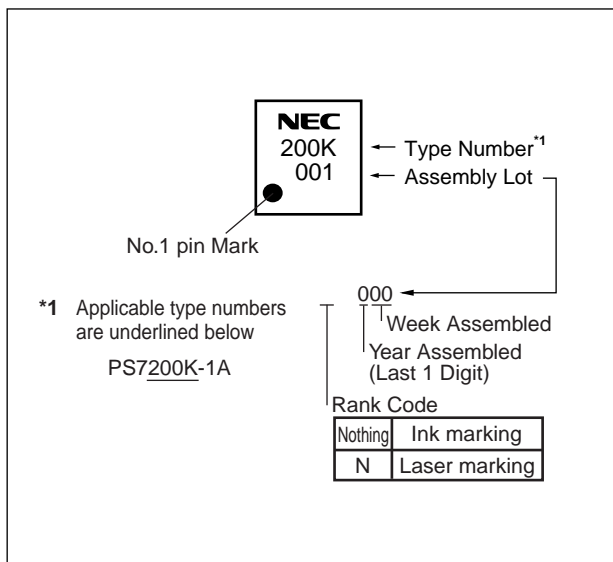 NEC
200K
001
Type Number*1
Assembly Lot
No.1 pin Mark
*1 Applicable type numbers
are underlined below
PS7200K-1A
000
Week Assembled
Year Assembled
(Last 1 Digit)
Rank Code
Nothing Ink marking
N Laser marking